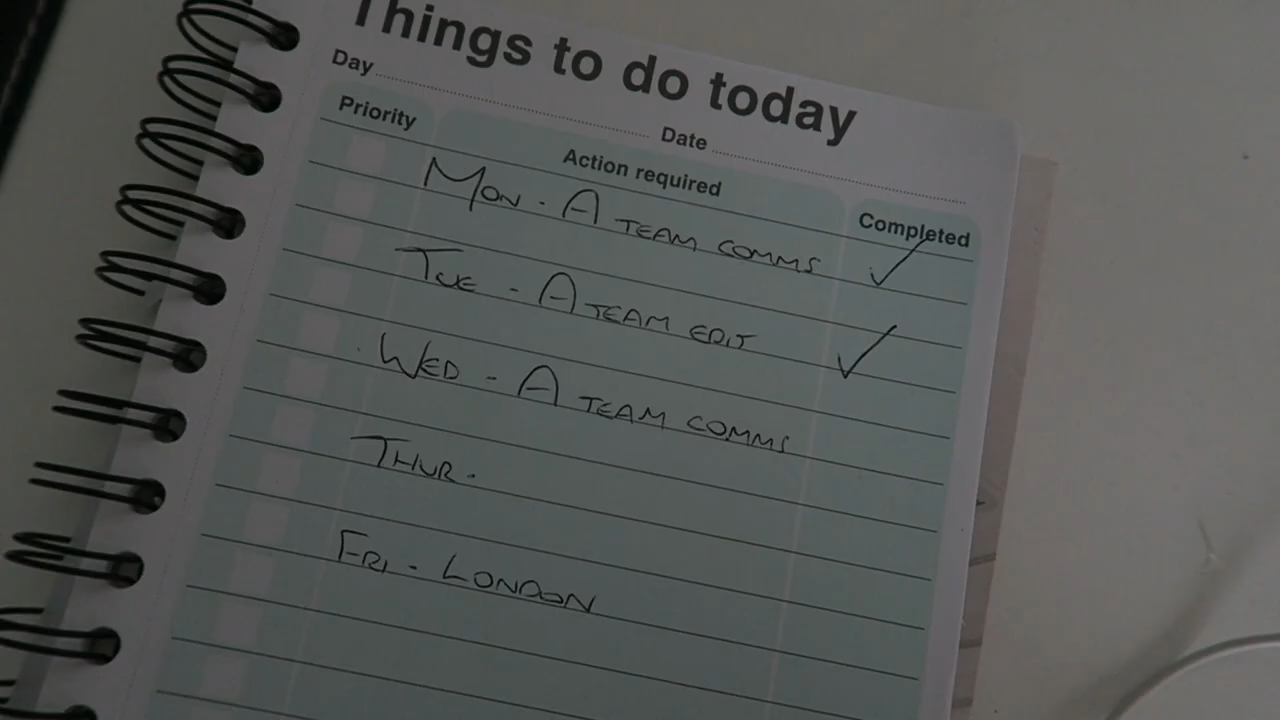 Things to do today
Day Date
Priority Action required Completed
MON - A TEAM COMMS ✓
TUE - A TEAM EDIT ✓
WED - A TEAM COMMS
THUR.
FRI - LONDON